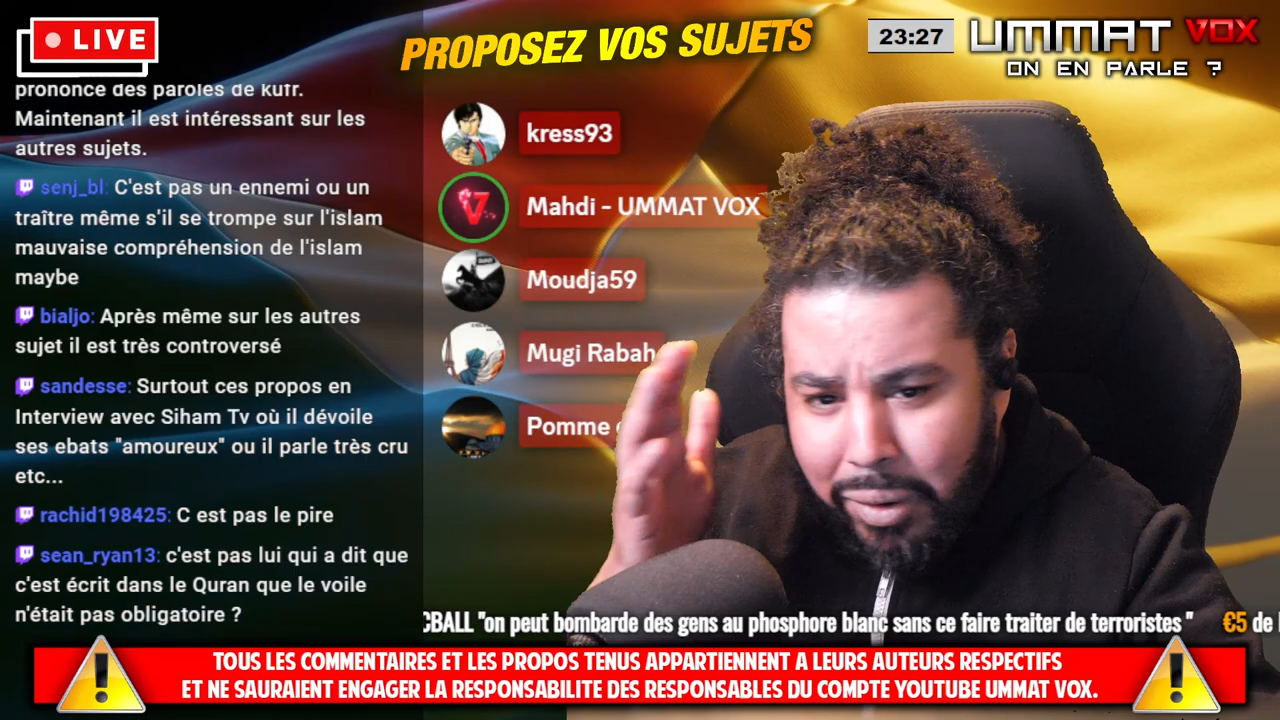 LIVE
PROPOSEZ VOS SUJETS
23:27
UMMAT VOX
ON EN PARLE ?
prononcé des paroles de kufr.
Maintenant il est intéressant sur les
autres sujets.
senj_bl: C'est pas un ennemi ou un
traître même s'il se trompe sur l'islam
mauvaise compréhension de l'islam
maybe
bialjo: Après même sur les autres
sujet il est très controversé
sandesse: Surtout ces propos en
Interview avec Siham Tv où il dévoile
ses ebats "amoureux" ou il parle très cru
etc...
rachid198425: C est pas le pire
sean_ryan13: c'est pas lui qui a dit que
c'est écrit dans le Quran que le voile
n'était pas obligatoire ?
kress93
Mahdi - UMMAT VOX
Moudja59
Mugi Rabah
Pomme
CBALL "on peut bombarde des gens au phosphore blanc sans ce faire traiter de terroristes" €5 de
TOUS LES COMMENTAIRES ET LES PROPOS TENUS APPARTIENNENT A LEURS AUTEURS RESPECTIFS
ET NE SAURAIENT ENGAGER LA RESPONSABILITE DES RESPONSABLES DU COMPTE YOUTUBE UMMAT VOX.